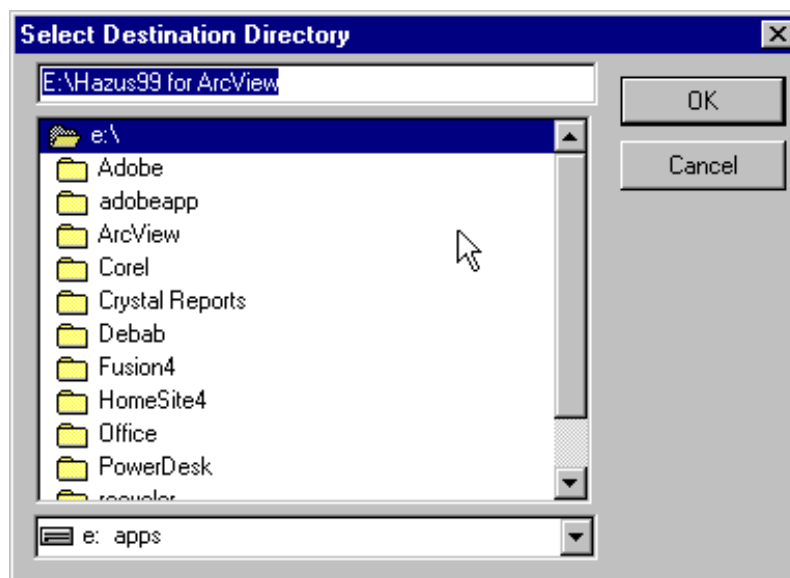 Select Destination Directory
E:\Hazus99 for ArcView
OK
Cancel
e:\
Adobe
adobeapp
ArcView
Corel
Crystal Reports
Debab
Fusion4
HomeSite4
Office
PowerDesk
recycler
e: apps